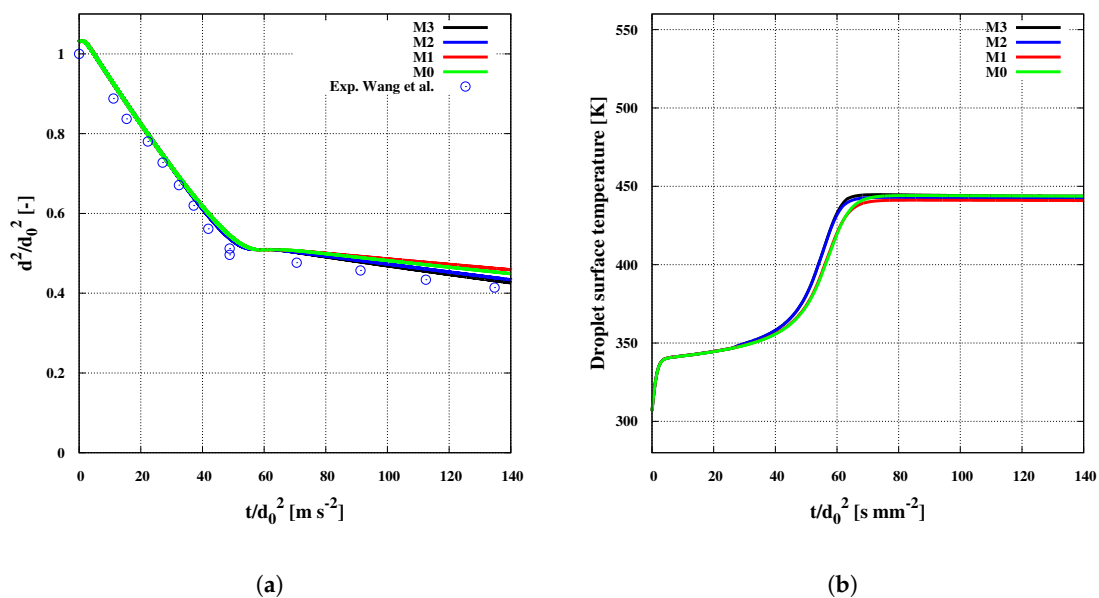 M3
M2
M1
M0
Exp. Wang et al.
1
0.8
0.6
0.4
0.2
0
0 20 40 60 80 100 120 140
d²/d₀² [-]
t/d₀² [m s⁻²]
(a)
M3
M2
M1
M0
550
500
450
400
350
300
0 20 40 60 80 100 120 140
Droplet surface temperature [K]
t/d₀² [s mm⁻²]
(b)